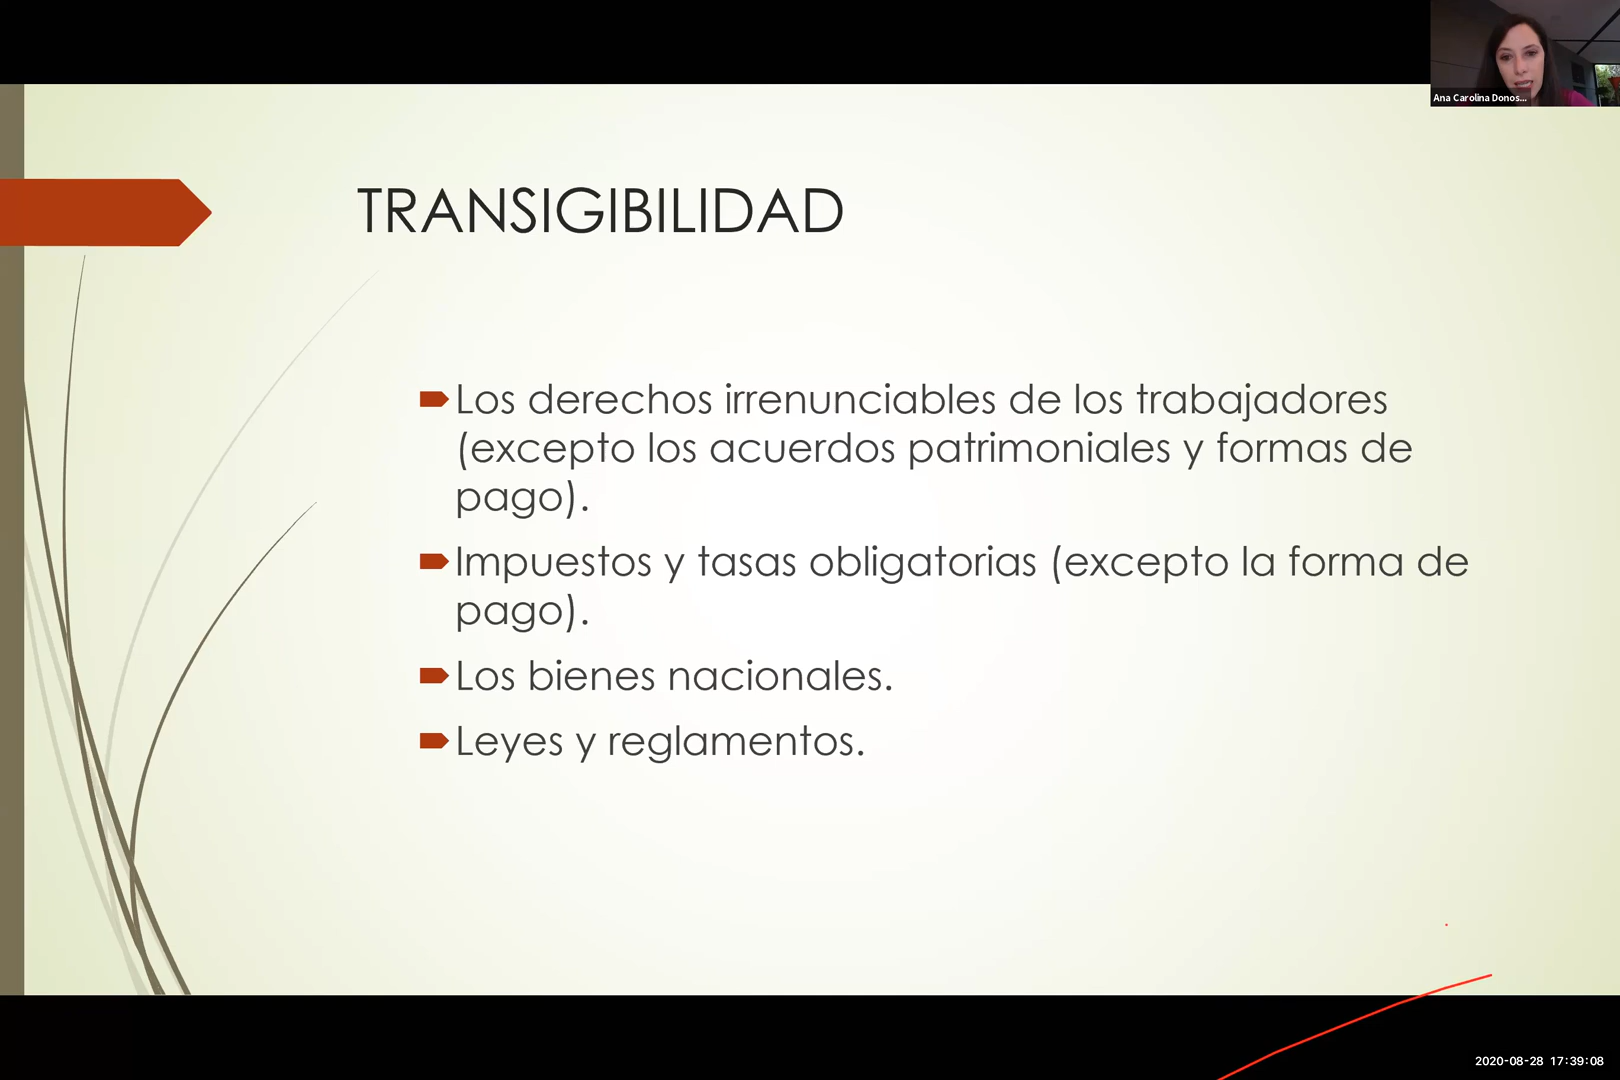 Ana Carolina Donos...
TRANSIGIBILIDAD
Los derechos irrenunciables de los trabajadores
(excepto los acuerdos patrimoniales y formas de
pago).
Impuestos y tasas obligatorias (excepto la forma de
pago).
Los bienes nacionales.
Leyes y reglamentos.
2020-08-28 17:39:08